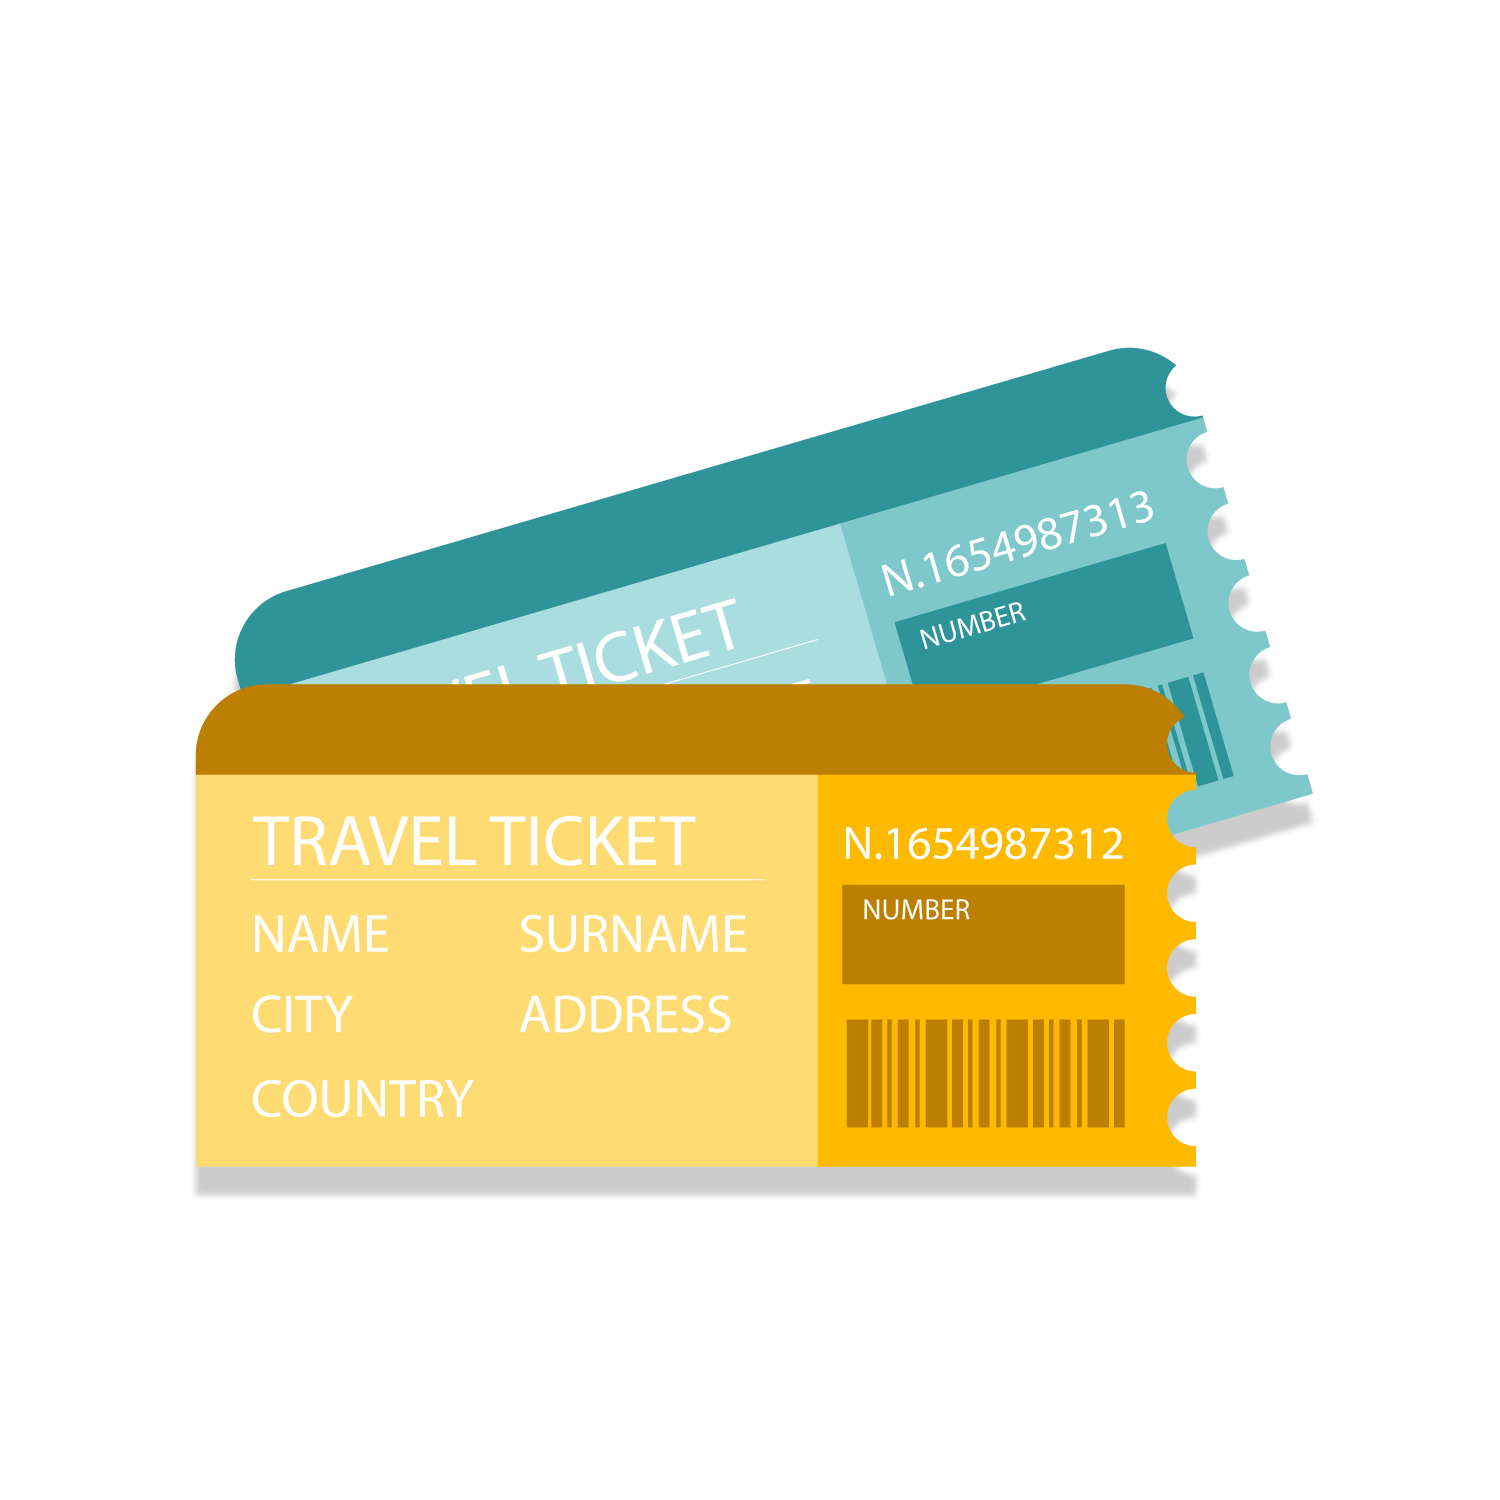 N.1654987313
NUMBER
TICKET
TRAVEL TICKET
N.1654987312
NUMBER
NAME SURNAME
CITY ADDRESS
COUNTRY